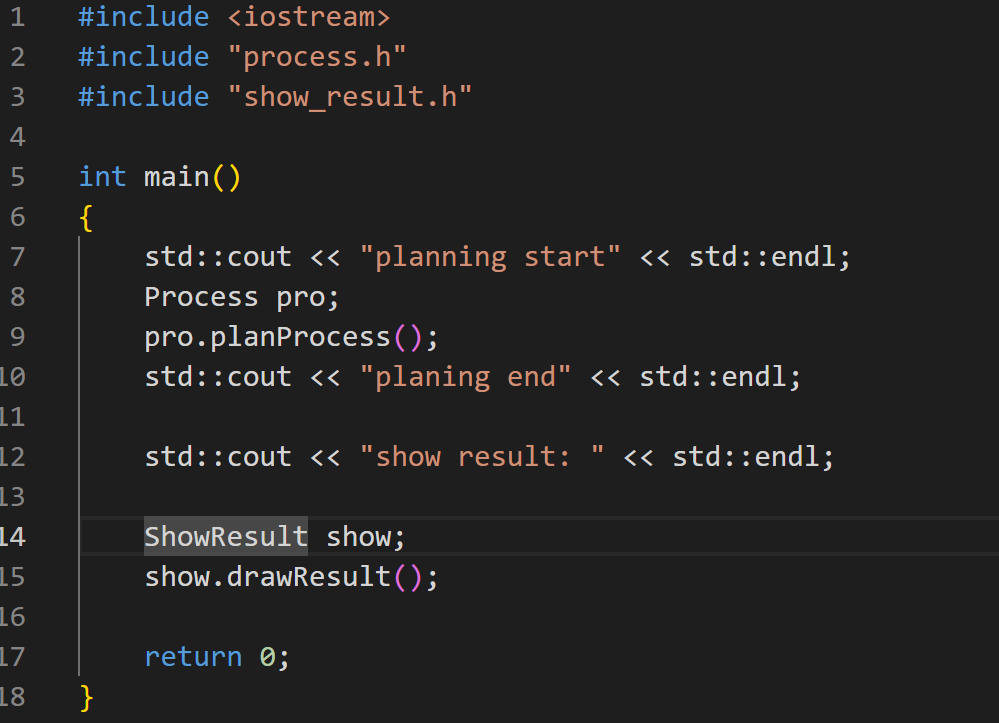 1 #include <iostream>
2 #include "process.h"
3 #include "show_result.h"
4
5 int main()
6 {
7     std::cout << "planning start" << std::endl;
8     Process pro;
9     pro.planProcess();
10     std::cout << "planing end" << std::endl;
11
12     std::cout << "show result: " << std::endl;
13
14     ShowResult show;
15     show.drawResult();
16
17     return 0;
18 }